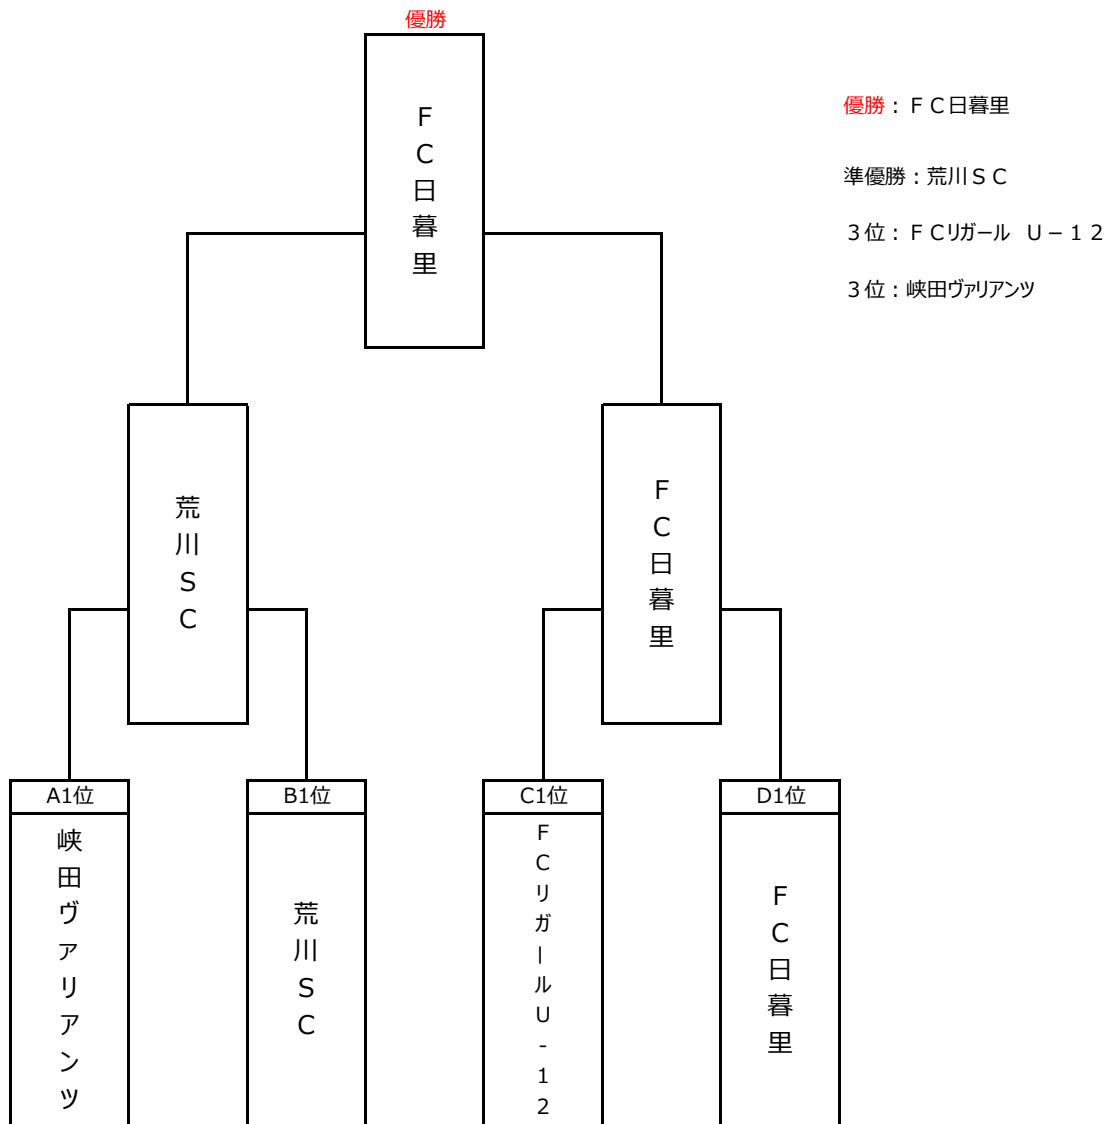 優勝
FC日暮里
優勝：ＦＣ日暮里
準優勝：荒川ＳＣ
３位：ＦＣリガール　Ｕ－１２
３位：峡田ヴァリアンツ
荒川SC
FC日暮里
A1位
B1位
C1位
D1位
峡田ヴァリアンツ
荒川SC
FCリガールU-12
FC日暮里